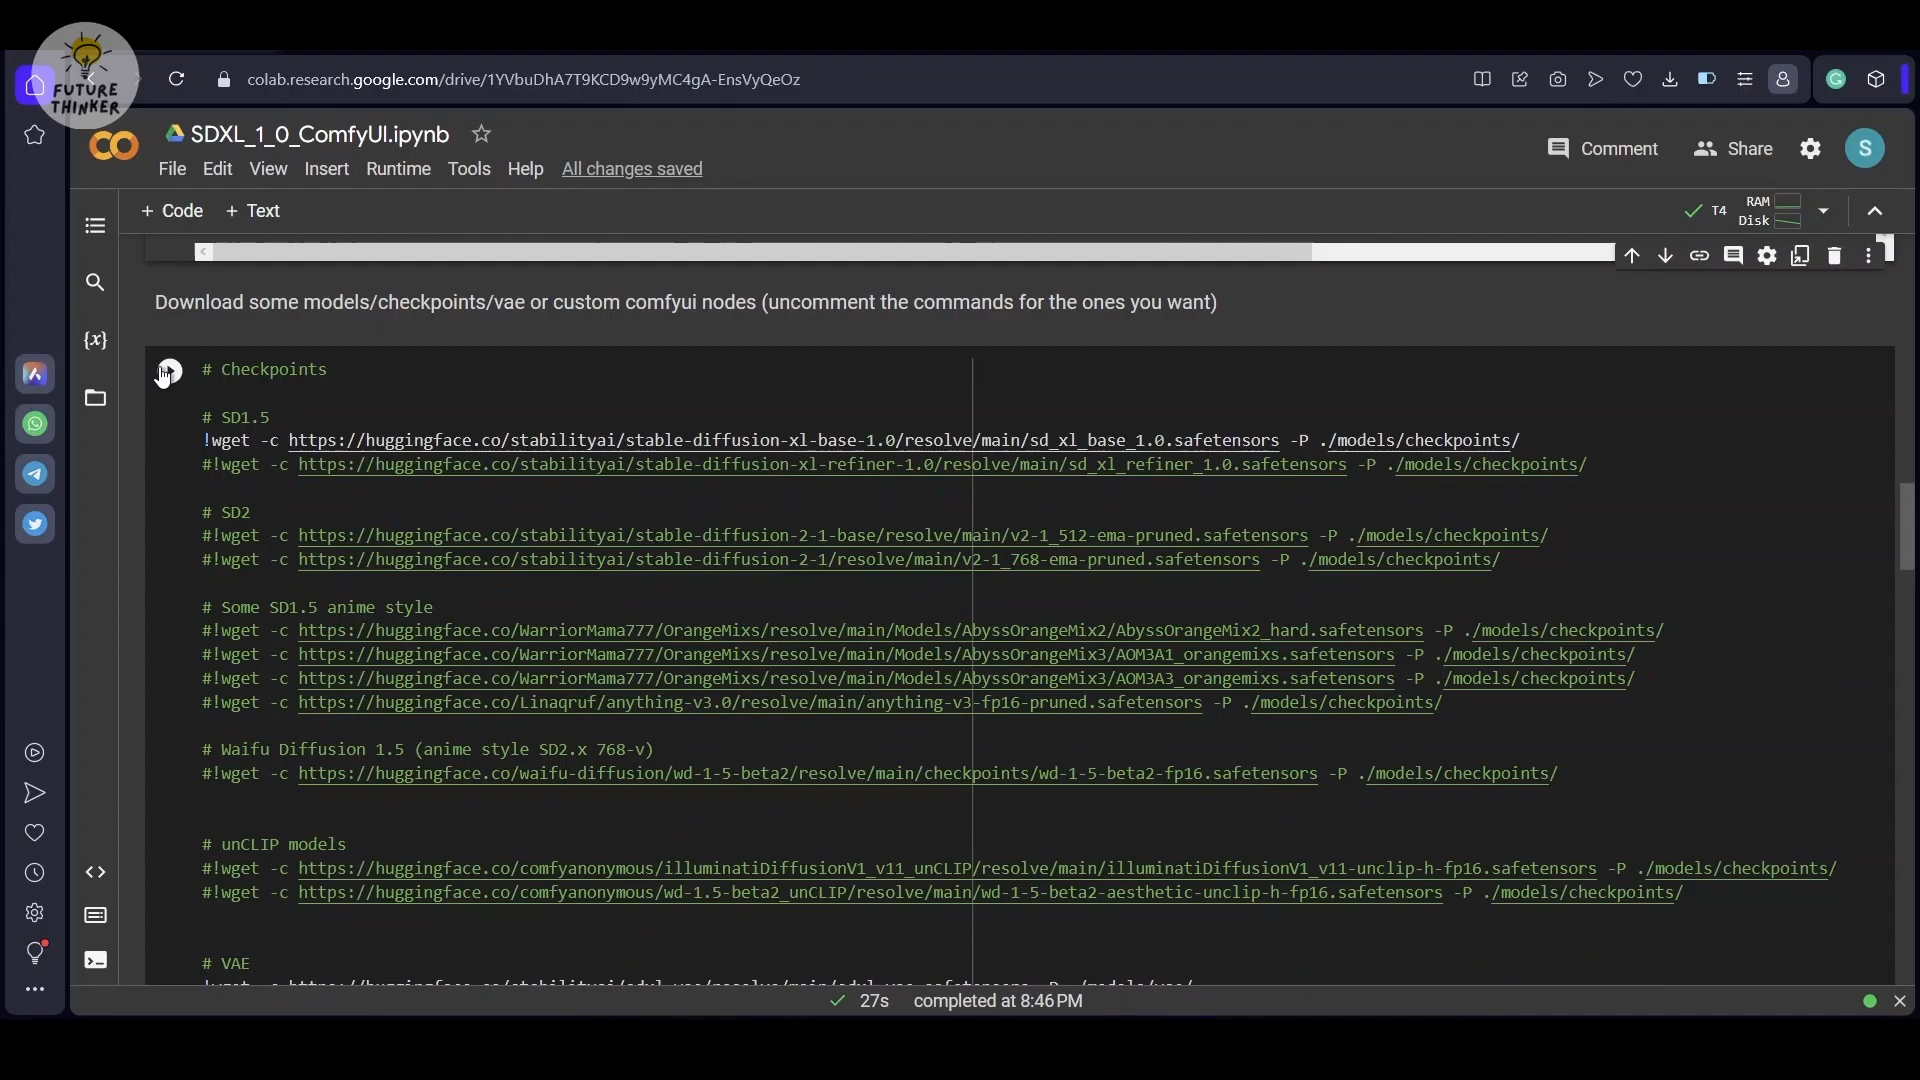 FUTURE
THINKER
colab.research.google.com/drive/1YVbuDhA7T9KCD9w9yMC4gA-EnsVyQeOz
SDXL_1_0_ComfyUI.ipynb
File Edit View Insert Runtime Tools Help All changes saved
Comment Share S
+ Code + Text
T4 RAM
Disk
{x}
Download some models/checkpoints/vae or custom comfyui nodes (uncomment the commands for the ones you want)
# Checkpoints
# SD1.5
!wget -c https://huggingface.co/stabilityai/stable-diffusion-xl-base-1.0/resolve/main/sd_xl_base_1.0.safetensors -P ./models/checkpoints/
#!wget -c https://huggingface.co/stabilityai/stable-diffusion-xl-refiner-1.0/resolve/main/sd_xl_refiner_1.0.safetensors -P ./models/checkpoints/
# SD2
#!wget -c https://huggingface.co/stabilityai/stable-diffusion-2-1-base/resolve/main/v2-1_512-ema-pruned.safetensors -P ./models/checkpoints/
#!wget -c https://huggingface.co/stabilityai/stable-diffusion-2-1/resolve/main/v2-1_768-ema-pruned.safetensors -P ./models/checkpoints/
# Some SD1.5 anime style
#!wget -c https://huggingface.co/WarriorMama777/OrangeMixs/resolve/main/Models/AbyssOrangeMix2/AbyssOrangeMix2_hard.safetensors -P ./models/checkpoints/
#!wget -c https://huggingface.co/WarriorMama777/OrangeMixs/resolve/main/Models/AbyssOrangeMix3/AOM3A1_orangemixs.safetensors -P ./models/checkpoints/
#!wget -c https://huggingface.co/WarriorMama777/OrangeMixs/resolve/main/Models/AbyssOrangeMix3/AOM3A3_orangemixs.safetensors -P ./models/checkpoints/
#!wget -c https://huggingface.co/Linaqruf/anything-v3.0/resolve/main/anything-v3-fp16-pruned.safetensors -P ./models/checkpoints/
# Waifu Diffusion 1.5 (anime style SD2.x 768-v)
#!wget -c https://huggingface.co/waifu-diffusion/wd-1-5-beta2/resolve/main/checkpoints/wd-1-5-beta2-fp16.safetensors -P ./models/checkpoints/
# unCLIP models
#!wget -c https://huggingface.co/comfyanonymous/illuminatiDiffusionV1_v11_unCLIP/resolve/main/illuminatiDiffusionV1_v11-unclip-h-fp16.safetensors -P ./models/checkpoints/
#!wget -c https://huggingface.co/comfyanonymous/wd-1.5-beta2_unCLIP/resolve/main/wd-1-5-beta2-aesthetic-unclip-h-fp16.safetensors -P ./models/checkpoints/
# VAE
27s completed at 8:46 PM